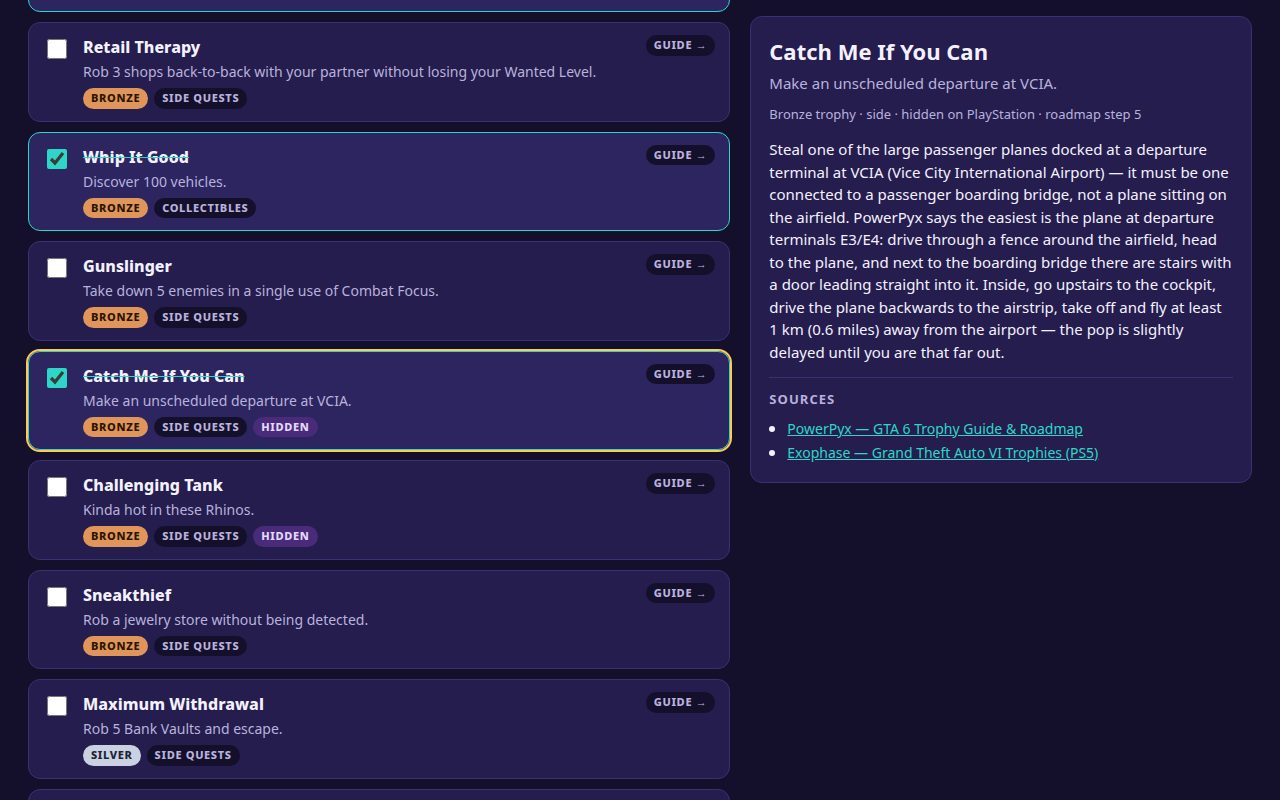 Retail Therapy
GUIDE →
Rob 3 shops back-to-back with your partner without losing your Wanted Level.
BRONZE SIDE QUESTS
Whip It Good
GUIDE →
Discover 100 vehicles.
BRONZE COLLECTIBLES
Gunslinger
GUIDE →
Take down 5 enemies in a single use of Combat Focus.
BRONZE SIDE QUESTS
Catch Me If You Can
GUIDE →
Make an unscheduled departure at VCIA.
BRONZE SIDE QUESTS HIDDEN
Challenging Tank
GUIDE →
Kinda hot in these Rhinos.
BRONZE SIDE QUESTS HIDDEN
Sneakthief
GUIDE →
Rob a jewelry store without being detected.
BRONZE SIDE QUESTS
Maximum Withdrawal
GUIDE →
Rob 5 Bank Vaults and escape.
SILVER SIDE QUESTS
Catch Me If You Can
Make an unscheduled departure at VCIA.
Bronze trophy · side · hidden on PlayStation · roadmap step 5
Steal one of the large passenger planes docked at a departure
terminal at VCIA (Vice City International Airport) — it must be one
connected to a passenger boarding bridge, not a plane sitting on
the airfield. PowerPyx says the easiest is the plane at departure
terminals E3/E4: drive through a fence around the airfield, head
to the plane, and next to the boarding bridge there are stairs with
a door leading straight into it. Inside, go upstairs to the cockpit,
drive the plane backwards to the airstrip, take off and fly at least
1 km (0.6 miles) away from the airport — the pop is slightly
delayed until you are that far out.
SOURCES
PowerPyx — GTA 6 Trophy Guide & Roadmap
Exophase — Grand Theft Auto VI Trophies (PS5)